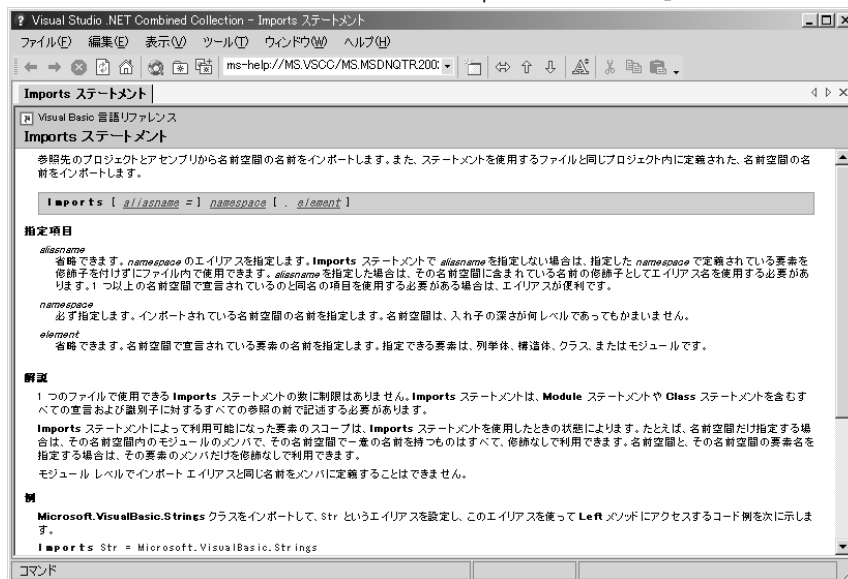 Visual Studio .NET Combined Collection - Imports ステートメント
ファイル(F) 編集(E) 表示(V) ツール(T) ウィンドウ(W) ヘルプ(H)
ms-help://MS.VSCC/MS.MSDNQTR.200
Imports ステートメント
Visual Basic 言語リファレンス
Imports ステートメント
参照先のプロジェクトとアセンブリから名前空間の名前をインポートします。また、ステートメントを使用するファイルと同じプロジェクト内に定義された、名前空間の名
前をインポートします。
Imports [ aliasname = ] namespace [ . element ]
指定項目
aliasname
省略できます。namespace のエイリアスを指定します。Imports ステートメントで aliasname を指定しない場合は、指定した namespace で定義されている要素を
修飾子を付けずにファイル内で使用できます。aliasname を指定した場合は、その名前空間に含まれている名前の修飾子としてエイリアス名を使用する必要があ
ります。1 つ以上の名前空間で宣言されているのと同名の項目を使用する必要がある場合は、エイリアスが便利です。
namespace
必ず指定します。インポートされている名前空間の名前を指定します。名前空間は、入れ子の深さが何レベルであってもかまいません。
element
省略できます。名前空間で宣言されている要素の名前を指定します。指定できる要素は、列挙体、構造体、クラス、またはモジュールです。
解説
1 つのファイルで使用できる Imports ステートメントの数に制限はありません。Imports ステートメントは、Module ステートメントや Class ステートメントを含むす
べての宣言および識別子に対するすべての参照の前で記述する必要があります。
Imports ステートメントによって利用可能になった要素のスコープは、Imports ステートメントを使用したときの状態によります。たとえば、名前空間だけ指定する場
合は、その名前空間内のモジュールのメンバで、その名前空間で一意の名前を持つものはすべて、修飾なしで利用できます。名前空間と、その名前空間の要素名を
指定する場合は、その要素のメンバだけを修飾なしで利用できます。
モジュール レベルでインポート エイリアスと同じ名前をメンバに定義することはできません。
例
Microsoft.VisualBasic.Strings クラスをインポートして、Str というエイリアスを設定し、このエイリアスを使って Left メソッドにアクセスするコード例を次に示しま
す。
Imports Str = Microsoft.VisualBasic.Strings
コマンド